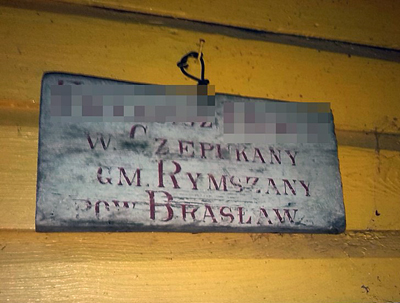 W. CZEPUKANY
GM. RYMSZANY
POW. BRASŁAW.